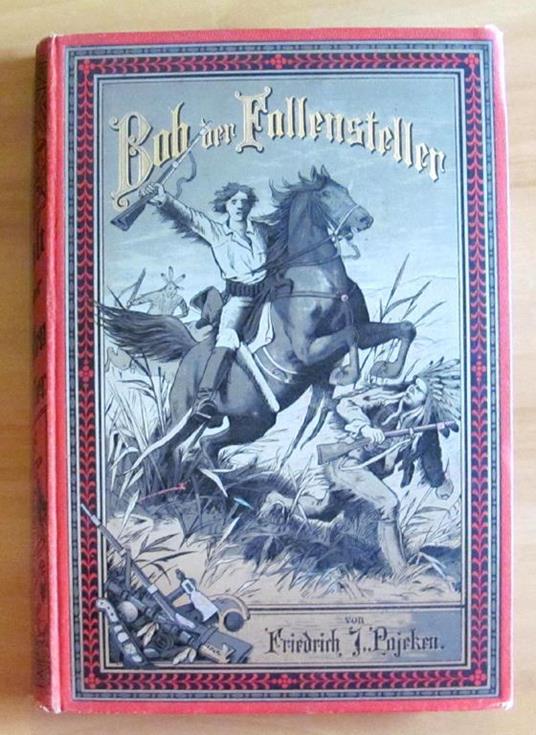 Bob der Fallensteller
von
Friedrich J. Pajeken.